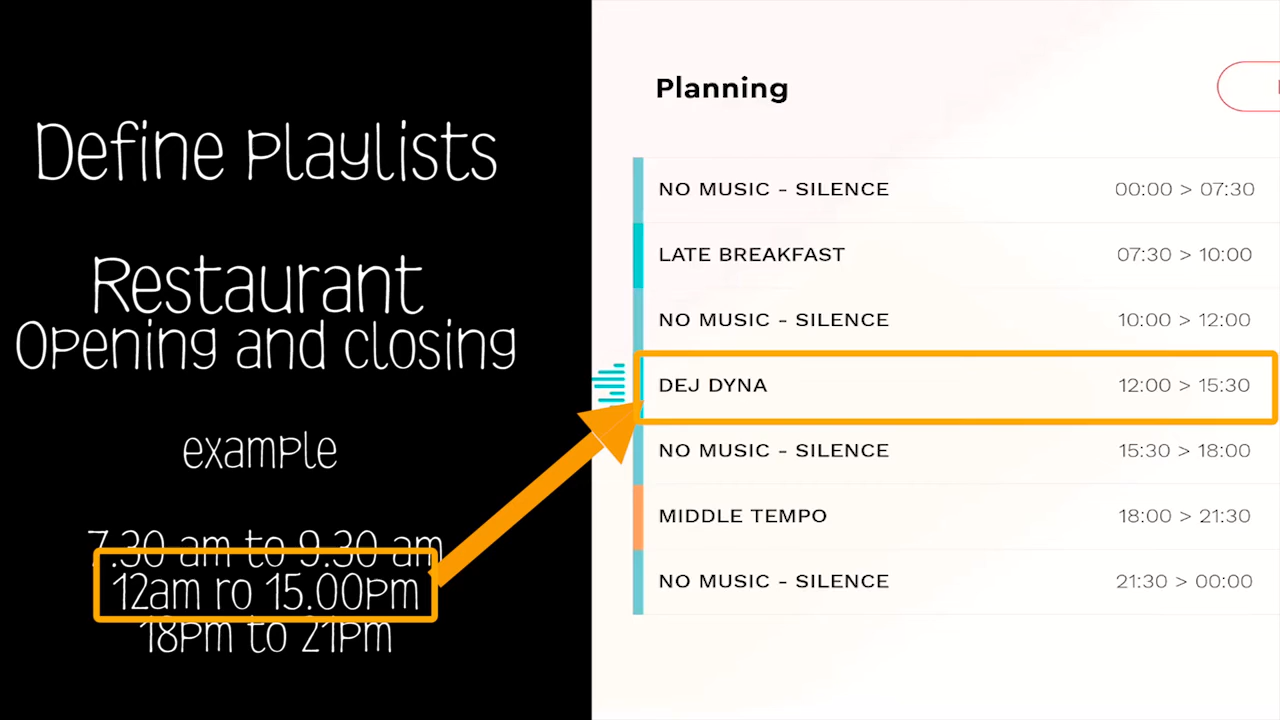 Define playlists
Restaurant
Opening and closing
example
7.30 am to 9.30 am
12am ro 15.00pm
18pm to 21pm
Planning
NO MUSIC - SILENCE 00:00 > 07:30
LATE BREAKFAST 07:30 > 10:00
NO MUSIC - SILENCE 10:00 > 12:00
DEJ DYNA 12:00 > 15:30
NO MUSIC - SILENCE 15:30 > 18:00
MIDDLE TEMPO 18:00 > 21:30
NO MUSIC - SILENCE 21:30 > 00:00